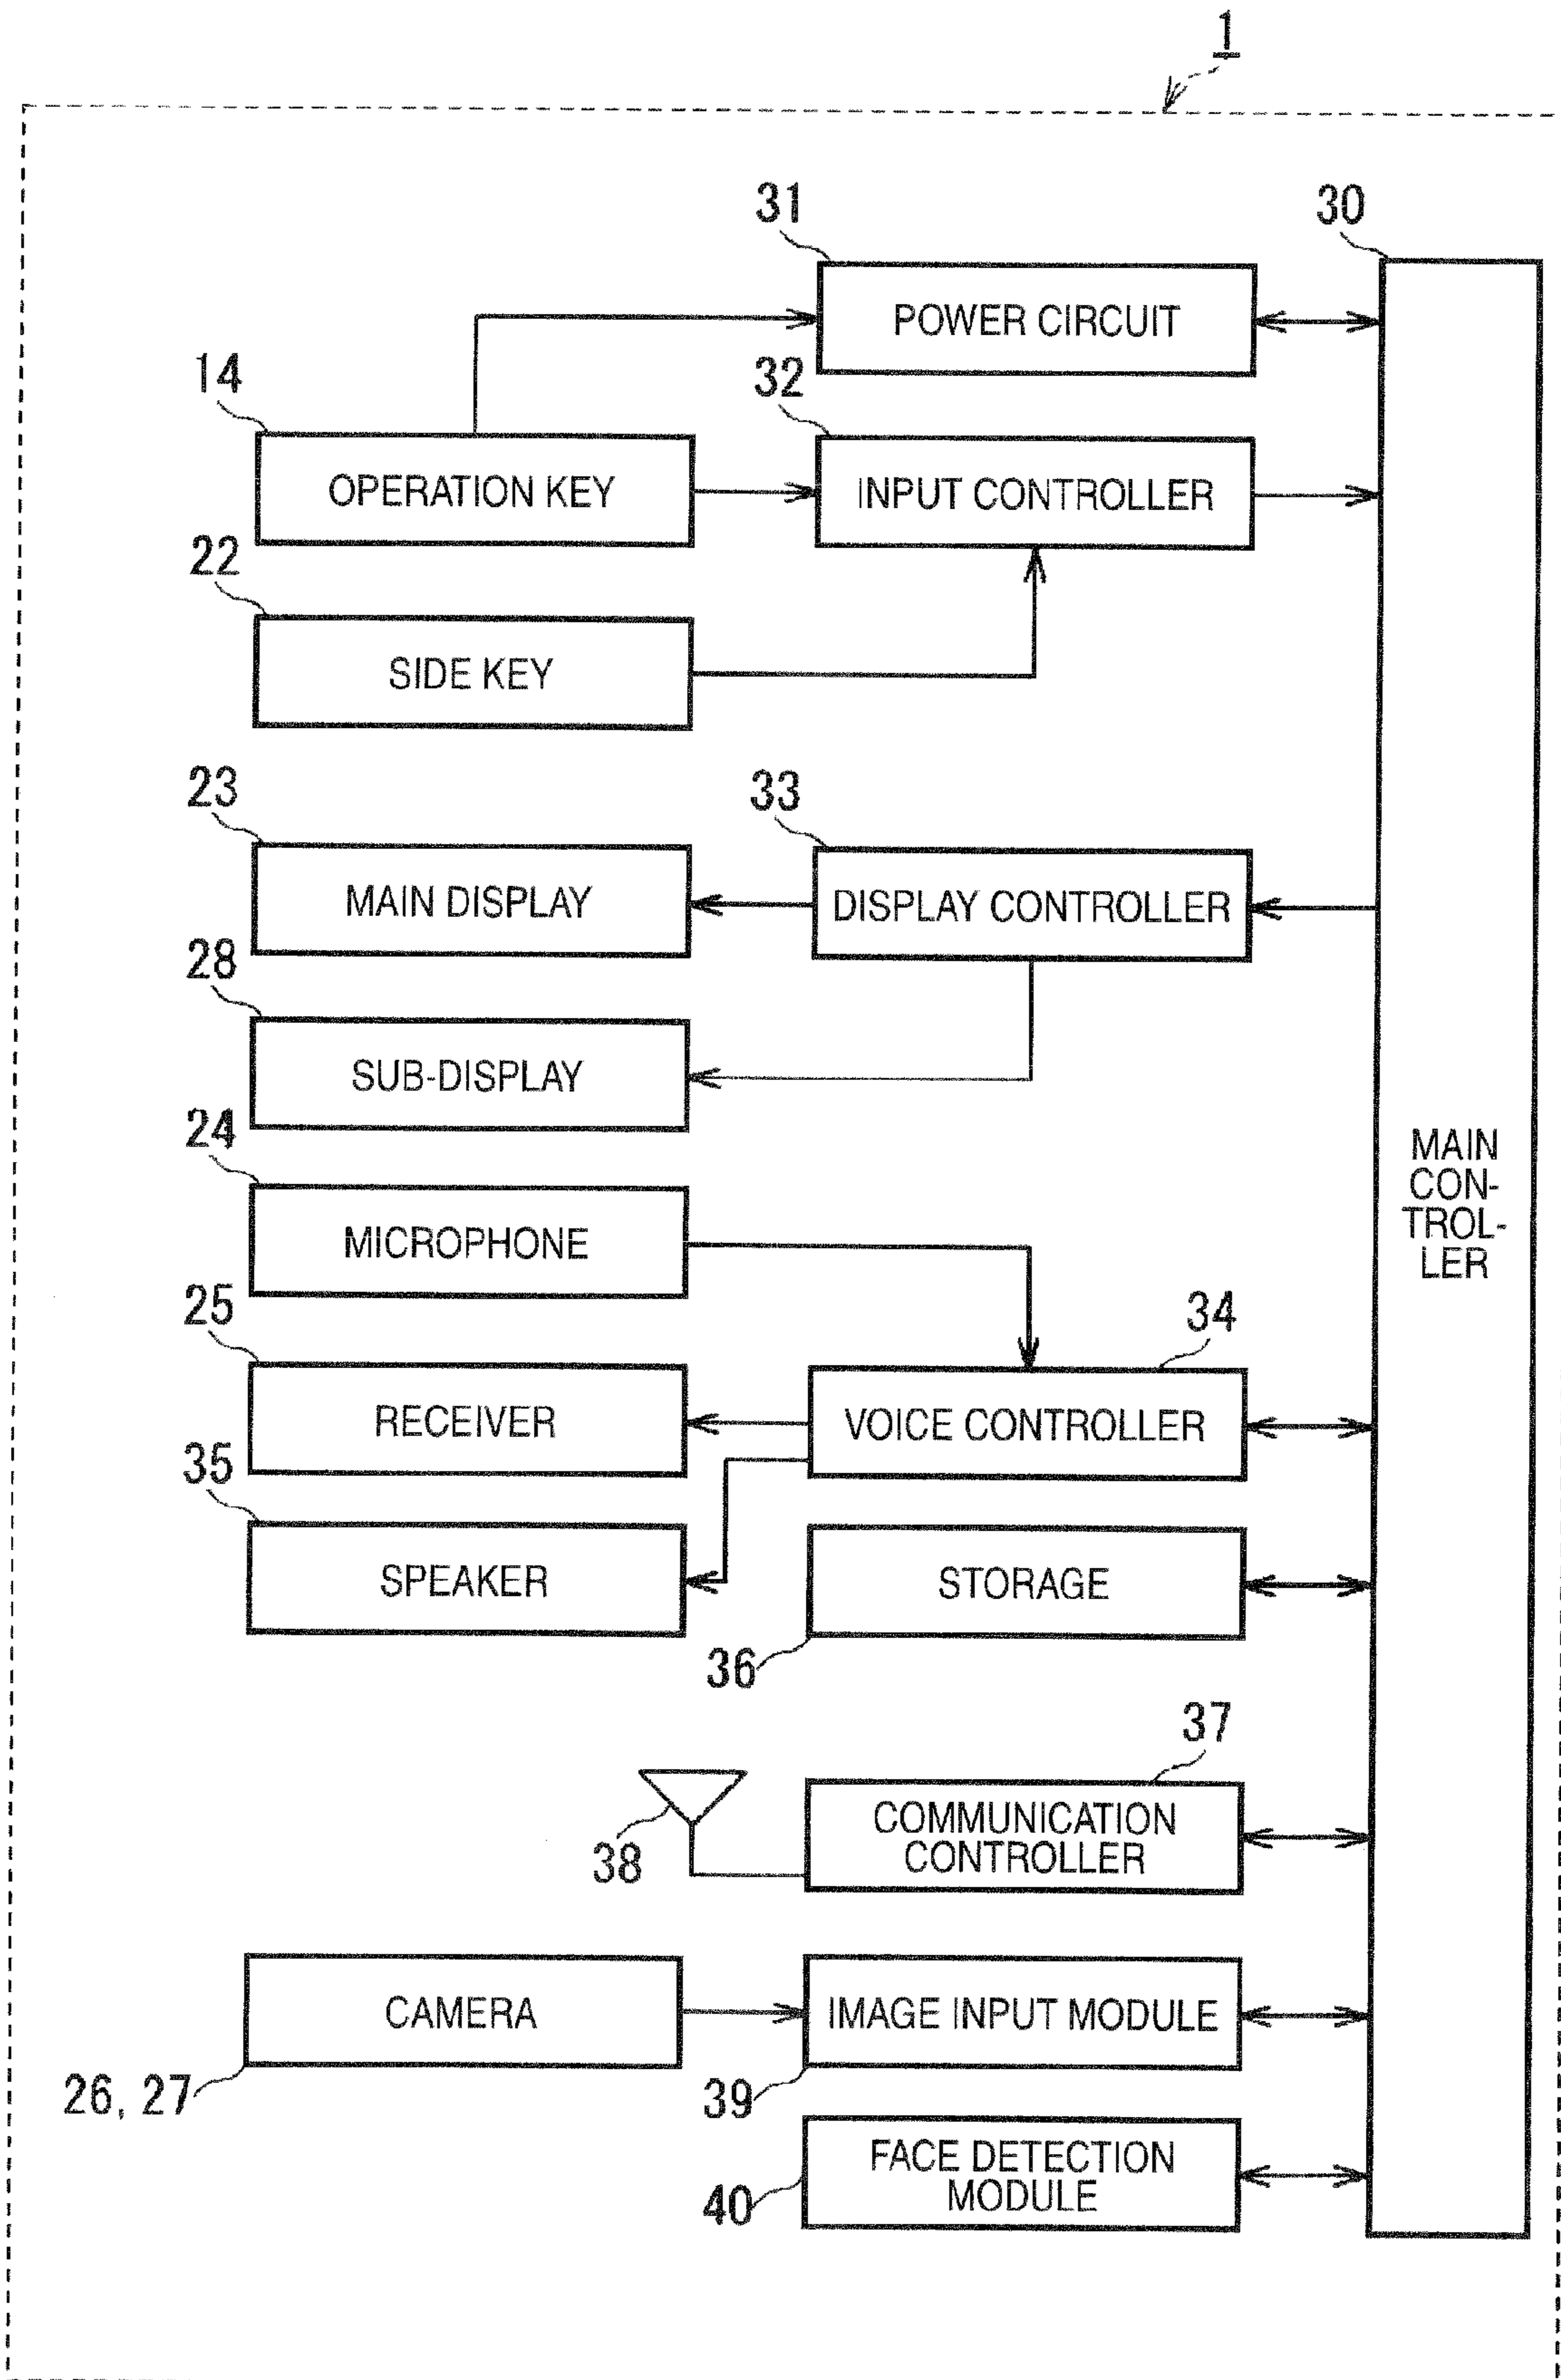 1
31
30
POWER CIRCUIT
14
32
OPERATION KEY
INPUT CONTROLLER
22
SIDE KEY
23
33
MAIN DISPLAY
DISPLAY CONTROLLER
28
SUB-DISPLAY
24
MAIN
CON-
TROL-
LER
MICROPHONE
25
34
RECEIVER
VOICE CONTROLLER
35
SPEAKER
STORAGE
36
37
38
COMMUNICATION
CONTROLLER
CAMERA
IMAGE INPUT MODULE
26, 27
39
FACE DETECTION
MODULE
40